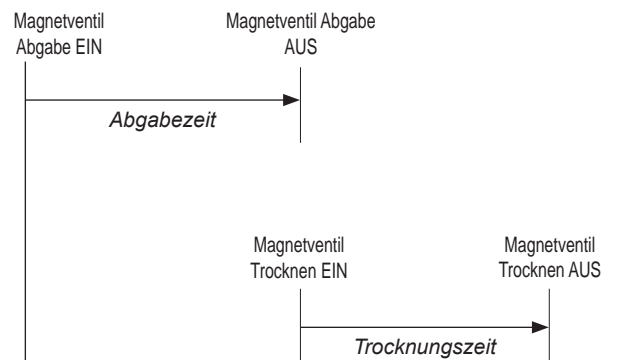 Magnetventil
Abgabe EIN
Magnetventil Abgabe
AUS
Abgabezeit
Magnetventil
Trocknen EIN
Magnetventil
Trocknen AUS
Trocknungszeit